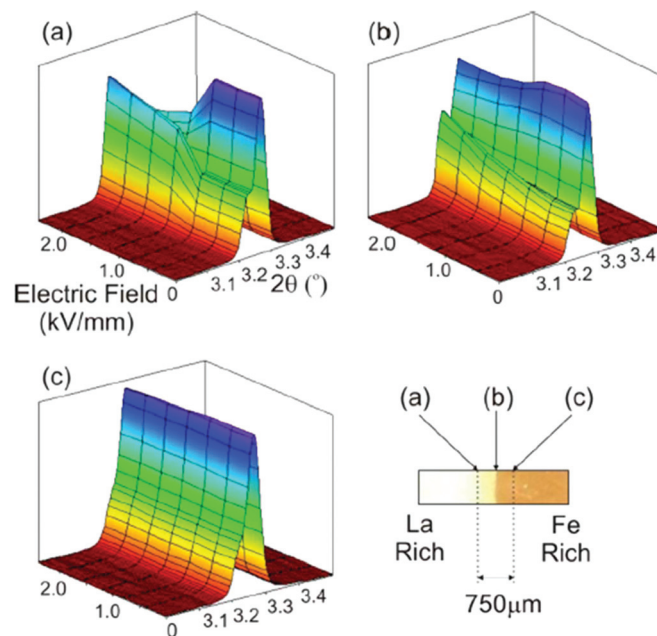 (a)
(b)
2.0
1.0
0
3.1
3.2
3.3
3.4
2θ (°)
Electric Field
(kV/mm)
2.0
1.0
0
3.1
3.2
3.3
3.4
(c)
2.0
1.0
0
3.1
3.2
3.3
3.4
(a)
(b)
(c)
La
Rich
Fe
Rich
750μm